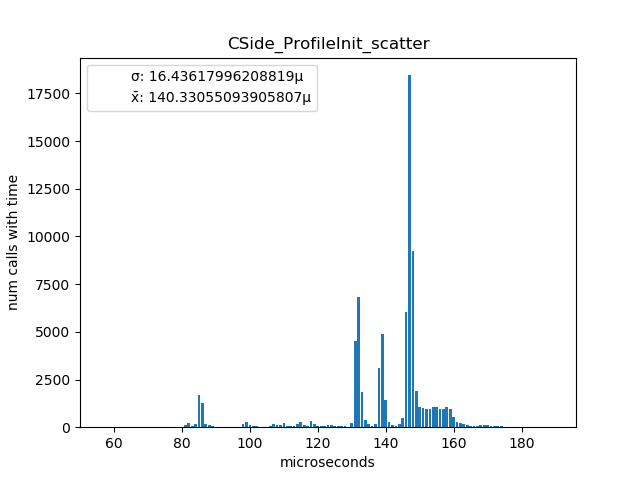 CSide_ProfileInit_scatter
σ: 16.43617996208819µ
x̄: 140.33055093905807µ
17500
15000
12500
10000
7500
5000
2500
0
num calls with time
60 80 100 120 140 160 180
microseconds